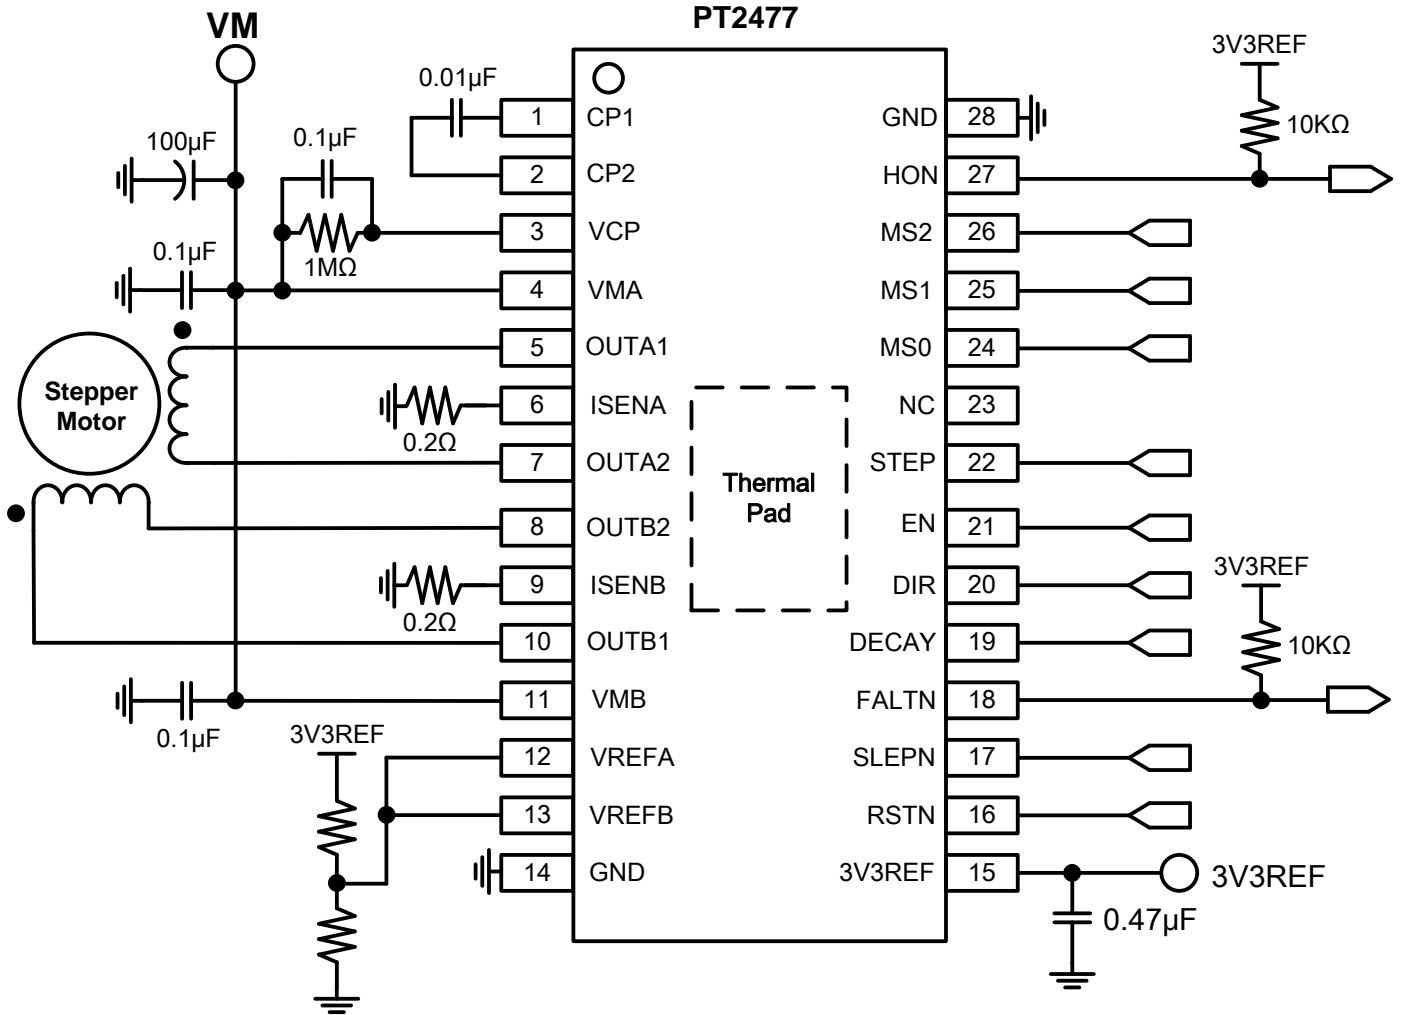 PT2477
VM
100µF
0.1µF
0.1µF
1MΩ
0.01µF
Stepper
Motor
0.2Ω
0.2Ω
0.1µF
3V3REF
1 CP1
2 CP2
3 VCP
4 VMA
5 OUTA1
6 ISENA
7 OUTA2
8 OUTB2
9 ISENB
10 OUTB1
11 VMB
12 VREFA
13 VREFB
14 GND
Thermal
Pad
GND 28
HON 27
MS2 26
MS1 25
MS0 24
NC 23
STEP 22
EN 21
DIR 20
DECAY 19
FALTN 18
SLEPN 17
RSTN 16
3V3REF 15
3V3REF
10KΩ
3V3REF
10KΩ
3V3REF
0.47µF